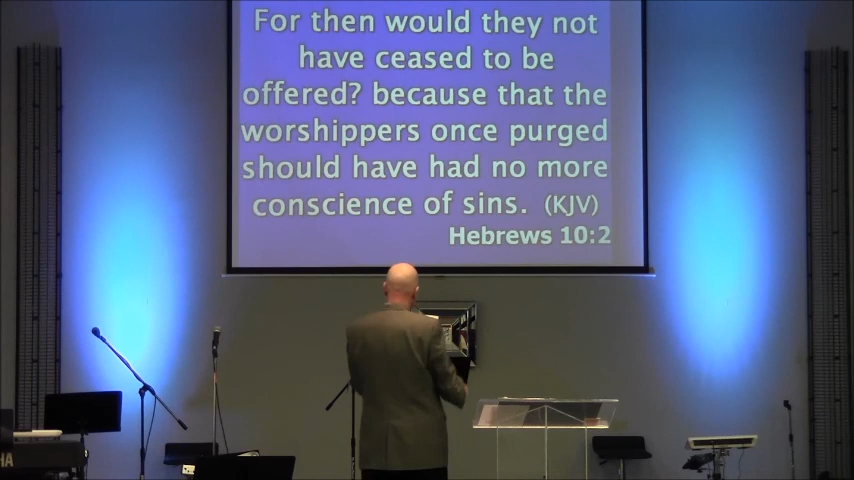 For then would they not
have ceased to be
offered? because that the
worshippers once purged
should have had no more
conscience of sins. (KJV)
Hebrews 10:2
HA